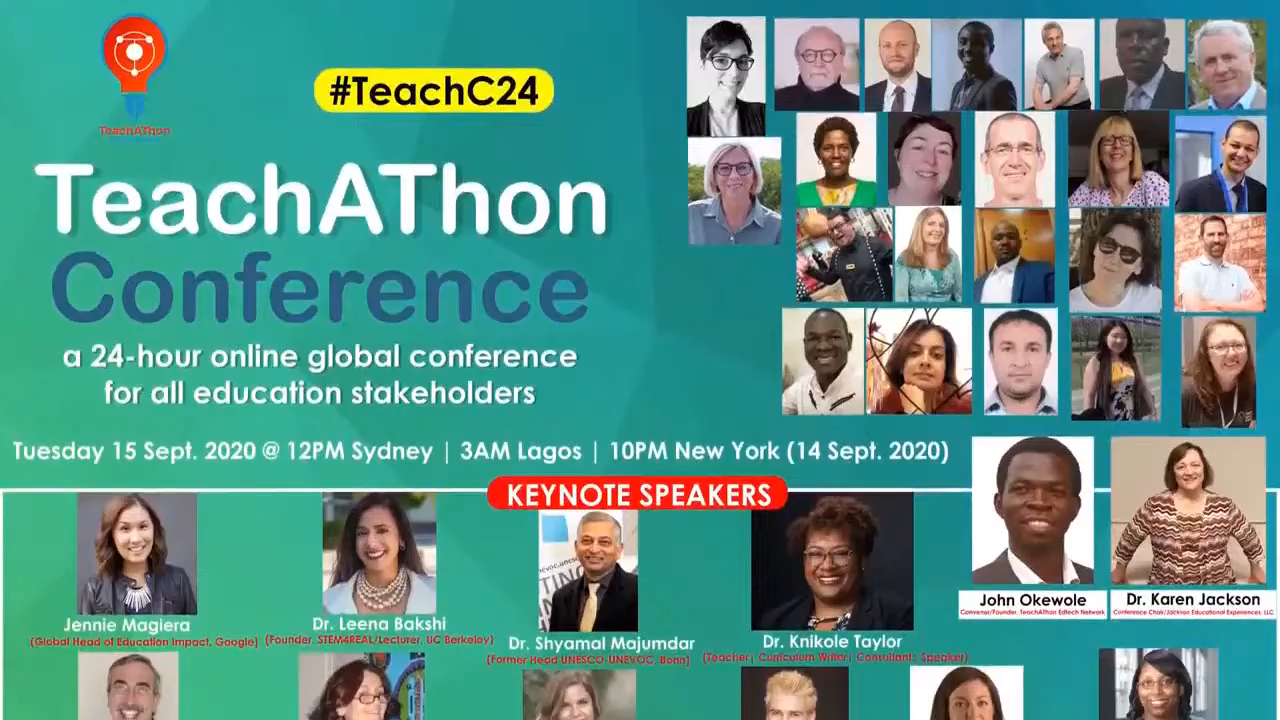 TeachAThon
#TeachC24
TeachAThon
Conference
a 24-hour online global conference
for all education stakeholders
Tuesday 15 Sept. 2020 @ 12PM Sydney | 3AM Lagos | 10PM New York (14 Sept. 2020)
KEYNOTE SPEAKERS
John Okewole
Convener/Founder, TeachAThon Edtech Network
Dr. Karen Jackson
Conference Chair/Jackson Educational Experiences, LLC
Jennie Magiera
(Global Head of Education Impact, Google)
Dr. Leena Bakshi
(Founder, STEM4REAL/Lecturer, UC Berkeley)
Dr. Shyamal Majumdar
(Former Head UNESCO-UNEVOC, Bonn)
Dr. Knikole Taylor
(Teacher| Curriculum Writer| Consultant| Speaker)